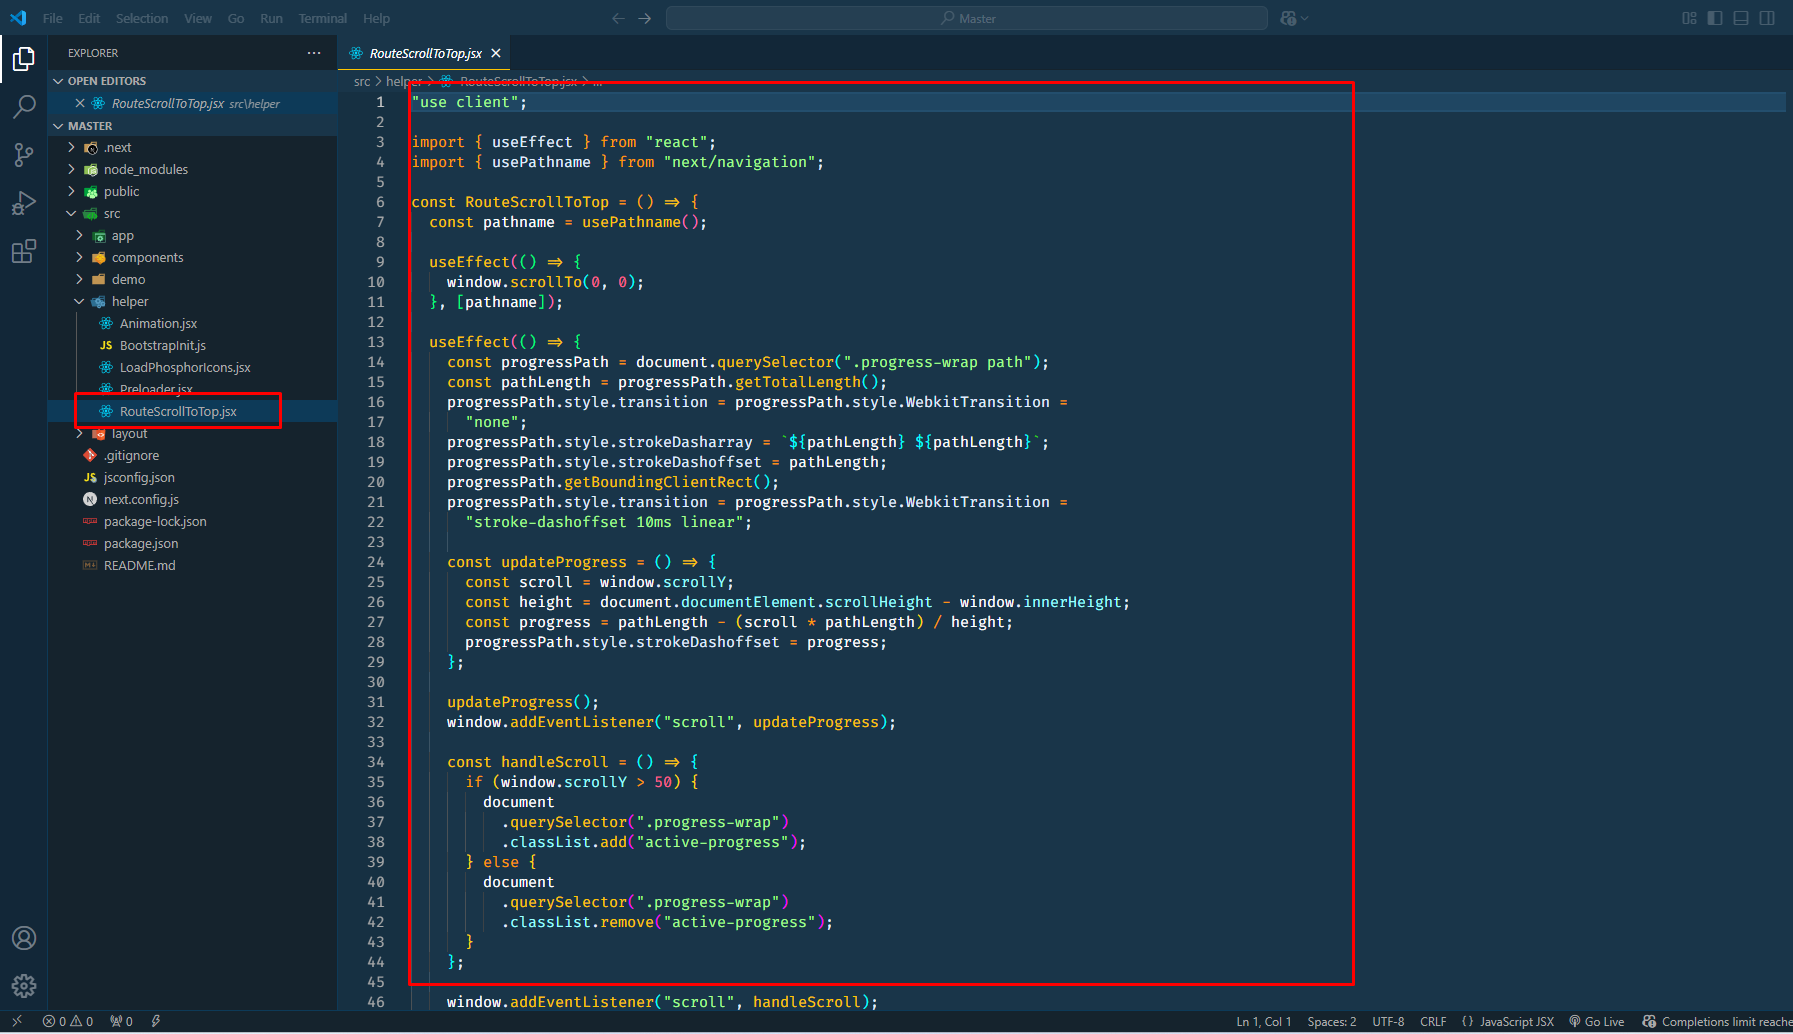 File Edit Selection View Go Run Terminal Help
Master
EXPLORER
RouteScrollToTop.jsx
OPEN EDITORS
RouteScrollToTop.jsx src\helper
MASTER
.next
node_modules
public
src
app
components
demo
helper
Animation.jsx
BootstrapInit.js
LoadPhosphorIcons.jsx
Preloader.jsx
RouteScrollToTop.jsx
layout
.gitignore
jsconfig.json
next.config.js
package-lock.json
package.json
README.md
src > helper > RouteScrollToTop.jsx > ...
1 "use client";
2
3 import { useEffect } from "react";
4 import { usePathname } from "next/navigation";
5
6 const RouteScrollToTop = () => {
7 const pathname = usePathname();
8
9 useEffect(() => {
10 window.scrollTo(0, 0);
11 }, [pathname]);
12
13 useEffect(() => {
14 const progressPath = document.querySelector(".progress-wrap path");
15 const pathLength = progressPath.getTotalLength();
16 progressPath.style.transition = progressPath.style.WebkitTransition =
17 "none";
18 progressPath.style.strokeDasharray = `${pathLength} ${pathLength}`;
19 progressPath.style.strokeDashoffset = pathLength;
20 progressPath.getBoundingClientRect();
21 progressPath.style.transition = progressPath.style.WebkitTransition =
22 "stroke-dashoffset 10ms linear";
23
24 const updateProgress = () => {
25 const scroll = window.scrollY;
26 const height = document.documentElement.scrollHeight - window.innerHeight;
27 const progress = pathLength - (scroll * pathLength) / height;
28 progressPath.style.strokeDashoffset = progress;
29 };
30
31 updateProgress();
32 window.addEventListener("scroll", updateProgress);
33
34 const handleScroll = () => {
35 if (window.scrollY > 50) {
36 document
37 .querySelector(".progress-wrap")
38 .classList.add("active-progress");
39 } else {
40 document
41 .querySelector(".progress-wrap")
42 .classList.remove("active-progress");
43 }
44 };
45
46 window.addEventListener("scroll", handleScroll);
0 0 0
Ln 1, Col 1 Spaces: 2 UTF-8 CRLF {} JavaScript JSX Go Live Completions limit reache